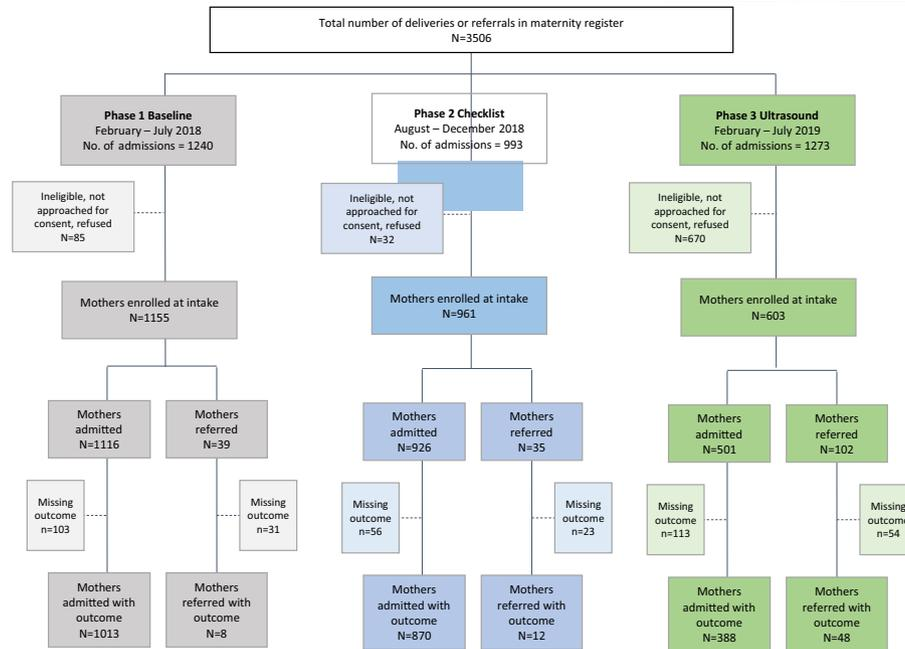 Total number of deliveries or referrals in maternity register
N=3506
Phase 1 Baseline
February – July 2018
No. of admissions = 1240
Phase 2 Checklist
August – December 2018
No. of admissions = 993
Phase 3 Ultrasound
February – July 2019
No. of admissions = 1273
Ineligible, not
approached for
consent, refused
N=85
Ineligible, not
approached for
consent, refused
N=32
Ineligible, not
approached for
consent, refused
N=670
Mothers enrolled at intake
N=1155
Mothers enrolled at intake
N=961
Mothers enrolled at intake
N=603
Mothers
admitted
N=1116
Mothers
referred
N=39
Mothers
admitted
N=926
Mothers
referred
N=35
Mothers
admitted
N=501
Mothers
referred
N=102
Missing
outcome
n=103
Missing
outcome
n=31
Missing
outcome
n=56
Missing
outcome
n=23
Missing
outcome
n=113
Missing
outcome
n=54
Mothers
admitted with
outcome
N=1013
Mothers
referred with
outcome
N=8
Mothers
admitted with
outcome
N=870
Mothers
referred with
outcome
N=12
Mothers
admitted with
outcome
N=388
Mothers
referred with
outcome
N=48